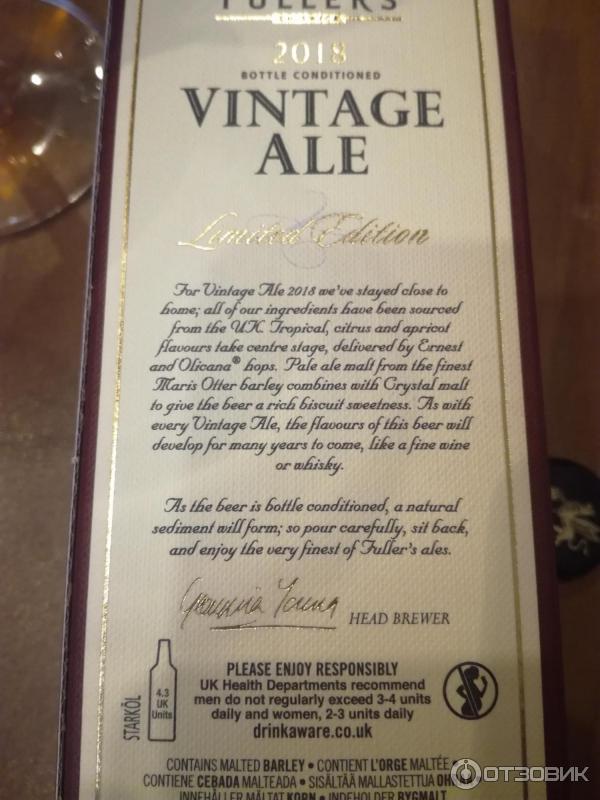 FULLERS
2018
BOTTLE CONDITIONED
VINTAGE
ALE
Limited Edition
For Vintage Ale 2018 we've stayed close to
home; all of our ingredients have been sourced
from the UK. Tropical, citrus and apricot
flavours take centre stage, delivered by Ernest
and Olicana® hops. Pale ale malt from the finest
Maris Otter barley combines with Crystal malt
to give the beer a rich biscuit sweetness. As with
every Vintage Ale, the flavours of this beer will
develop for many years to come, like a fine wine
or whisky.
As the beer is bottle conditioned, a natural
sediment will form; so pour carefully, sit back,
and enjoy the very finest of Fuller's ales.
HEAD BREWER
STARKÖL
4.3
UK
Units
PLEASE ENJOY RESPONSIBLY
UK Health Departments recommend
men do not regularly exceed 3-4 units
daily and women, 2-3 units daily
drinkaware.co.uk
CONTAINS MALTED BARLEY • CONTIENT L'ORGE MALTÉE •
CONTIENE CEBADA MALTEADA • SISÄLTÄÄ MALLASTETTUA
INNEHÅLLER MÄLTAT KORN • INDEHOLDER BYGMALT
ОТЗОВИК